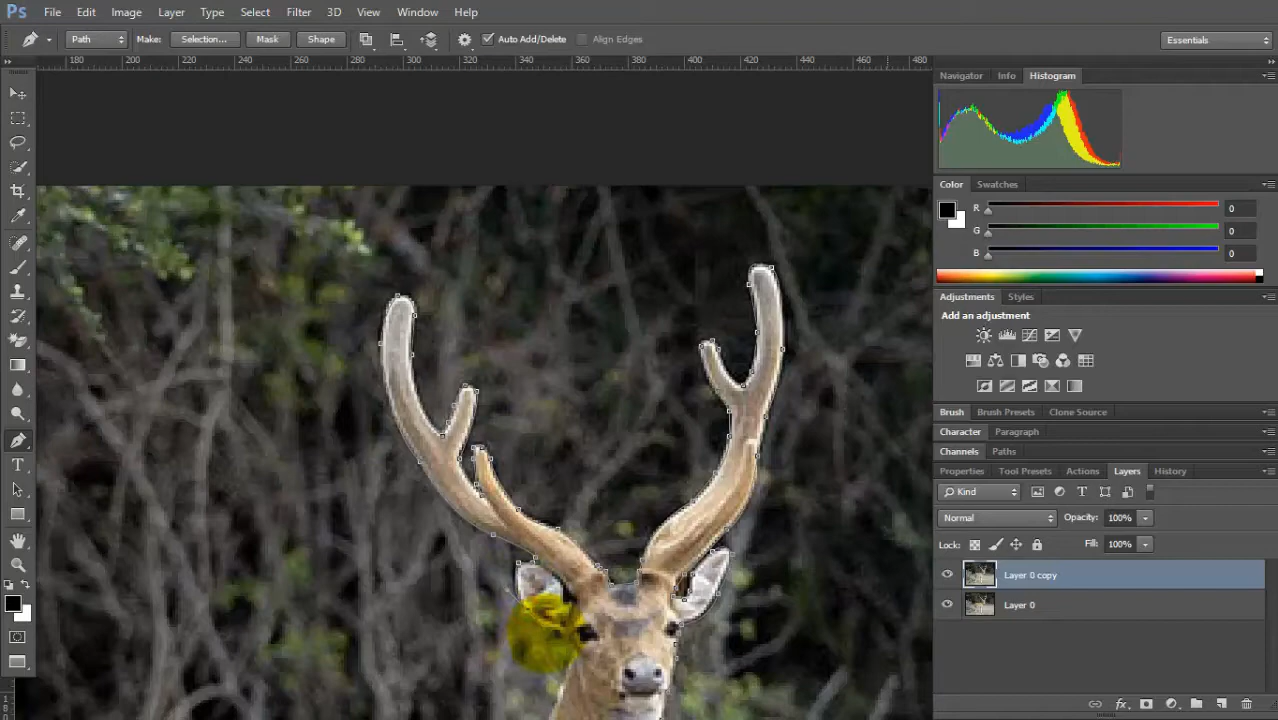 Ps File Edit Image Layer Type Select Filter 3D View Window Help
Path Make: Selection... Mask Shape Auto Add/Delete Align Edges Essentials
180 200 220 240 260 280 300 320 340 360 380 400 420 440 460 480
Navigator Info Histogram
Color Swatches
R 0
G 0
B 0
Adjustments Styles
Add an adjustment
Brush Brush Presets Clone Source
Character Paragraph
Channels Paths
Properties Tool Presets Actions Layers History
Kind
Normal Opacity: 100%
Lock: Fill: 100%
Layer 0 copy
Layer 0
fx